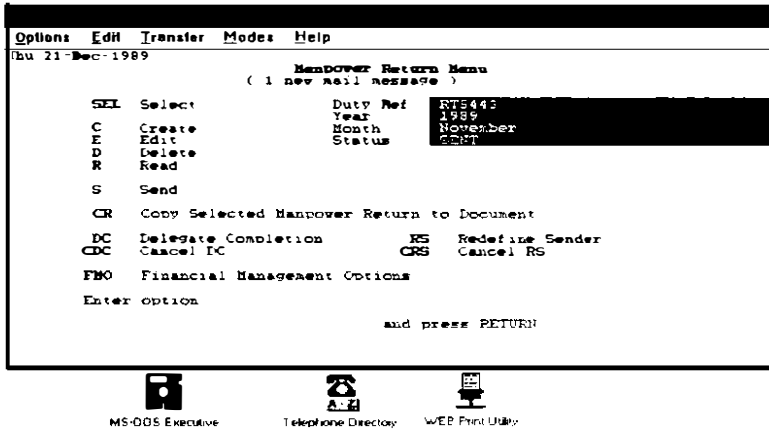 Options Edit Transfer Modes Help
Thu 21-Dec-1989
Manpower Return Menu
( 1 new mail message )
SEL Select Duty Ref RTS443
Year 1989
C Create Month November
E Edit Status SENT
D Delete
R Read
S Send
CR Copy Selected Manpower Return to Document
DC Delegate Completion RS Redefine Sender
CDC Cancel DC CRS Cancel RS
FMO Financial Management Options
Enter option
and press RETURN
A-Z
MS-DOS Executive Telephone Directory WEB Print Utility